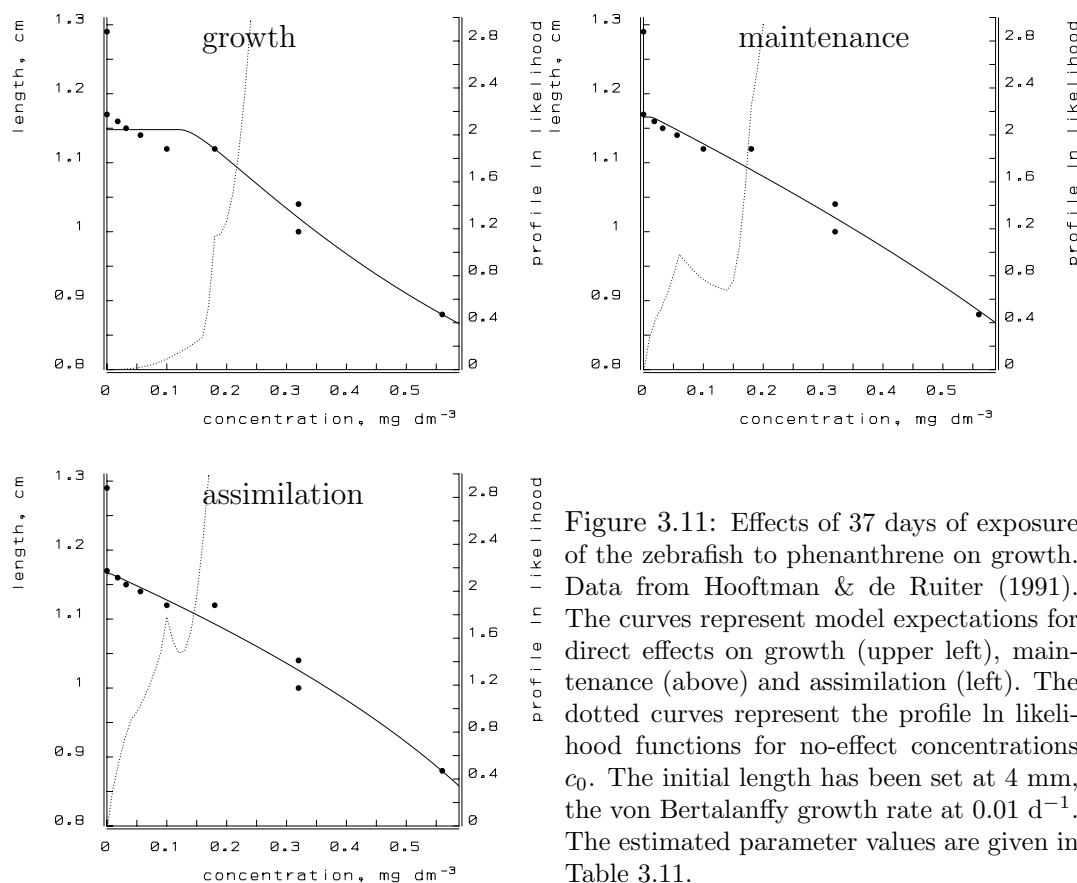 growth
length, cm
1.3
1.2
1.1
1
0.9
0.8
0
0.1
0.2
0.3
0.4
0.5
concentration, mg dm⁻³
2.8
2.4
2
1.6
1.2
0.8
0.4
0
profile ln likelihood
maintenance
length, cm
1.3
1.2
1.1
1
0.9
0.8
0
0.1
0.2
0.3
0.4
0.5
concentration, mg dm⁻³
2.8
2.4
2
1.6
1.2
0.8
0.4
0
profile ln likelihood
assimilation
length, cm
1.3
1.2
1.1
1
0.9
0.8
0
0.1
0.2
0.3
0.4
0.5
concentration, mg dm⁻³
2.8
2.4
2
1.6
1.2
0.8
0.4
0
profile ln likelihood
Figure 3.11: Effects of 37 days of exposure
of the zebrafish to phenanthrene on growth.
Data from Hooftman & de Ruiter (1991).
The curves represent model expectations for
direct effects on growth (upper left), main-
tenance (above) and assimilation (left). The
dotted curves represent the profile ln likeli-
hood functions for no-effect concentrations
c₀. The initial length has been set at 4 mm,
the von Bertalanffy growth rate at 0.01 d⁻¹.
The estimated parameter values are given in
Table 3.11.